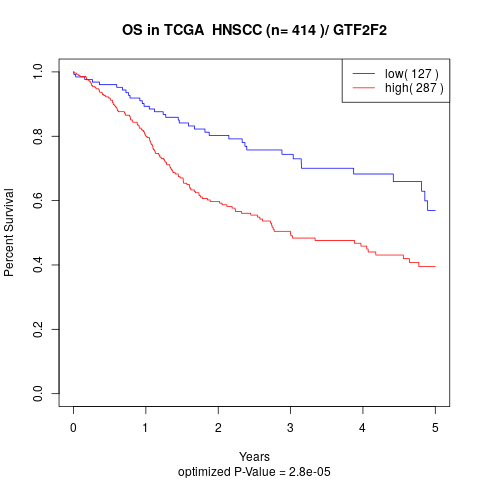 OS in TCGA  HNSCC (n= 414 )/ GTF2F2
low( 127 )
high( 287 )
Percent Survival
1.0
0.8
0.6
0.4
0.2
0.0
0 1 2 3 4 5
Years
optimized P-Value = 2.8e-05